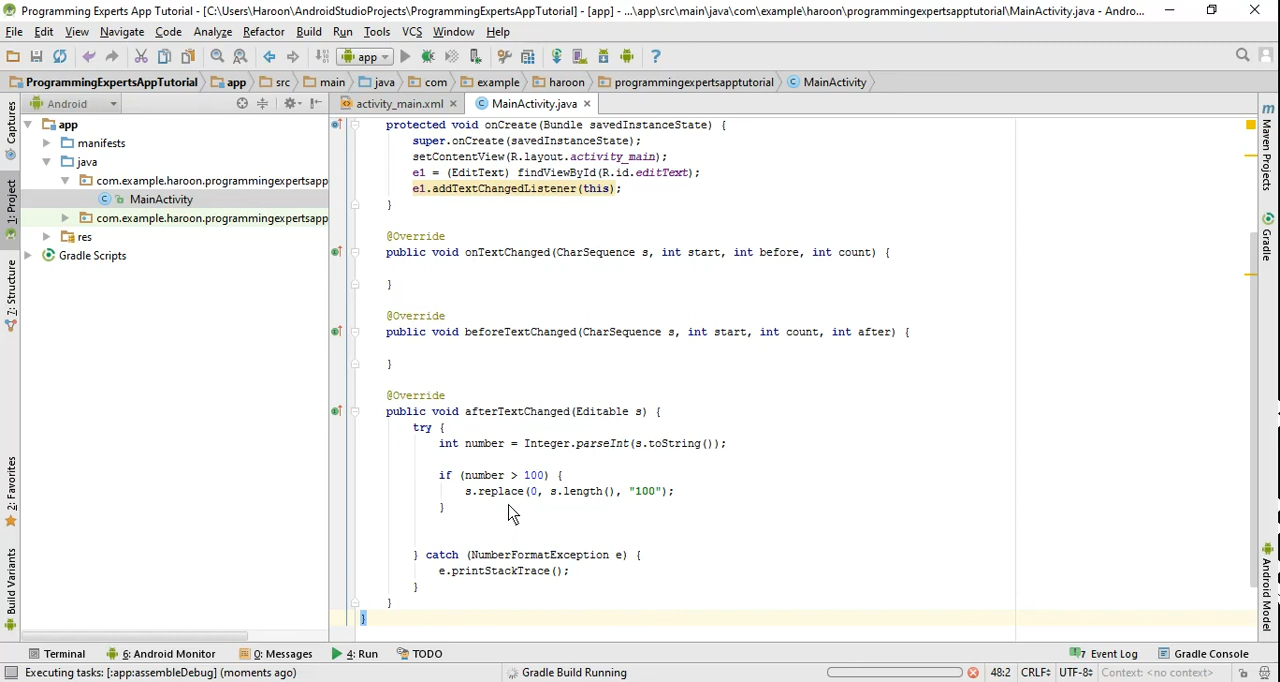 Programming Experts App Tutorial - [C:\Users\Haroon\AndroidStudioProjects\ProgrammingExpertsAppTutorial] - [app] - ...\app\src\main\java\com\example\haroon\programmingexpertsapptutorial\MainActivity.java - Andro...
File Edit View Navigate Code Analyze Refactor Build Run Tools VCS Window Help
app
ProgrammingExpertsAppTutorial app src main java com example haroon programmingexpertsapptutorial MainActivity
Android activity_main.xml MainActivity.java
Captures
1: Project
7: Structure
2: Favorites
Build Variants
app
manifests
java
com.example.haroon.programmingexpertsapp
MainActivity
com.example.haroon.programmingexpertsapp
res
Gradle Scripts
protected void onCreate(Bundle savedInstanceState) {
super.onCreate(savedInstanceState);
setContentView(R.layout.activity_main);
e1 = (EditText) findViewById(R.id.editText);
e1.addTextChangedListener(this);
}
@Override
public void onTextChanged(CharSequence s, int start, int before, int count) {
}
@Override
public void beforeTextChanged(CharSequence s, int start, int count, int after) {
}
@Override
public void afterTextChanged(Editable s) {
try {
int number = Integer.parseInt(s.toString());
if (number > 100) {
s.replace(0, s.length(), "100");
}
} catch (NumberFormatException e) {
e.printStackTrace();
}
}
}
Maven Projects
Gradle
Android Model
Terminal 6: Android Monitor 0: Messages 4: Run TODO 7 Event Log Gradle Console
Executing tasks: [:app:assembleDebug] (moments ago) Gradle Build Running 48:2 CRLF UTF-8 Context: <no context>